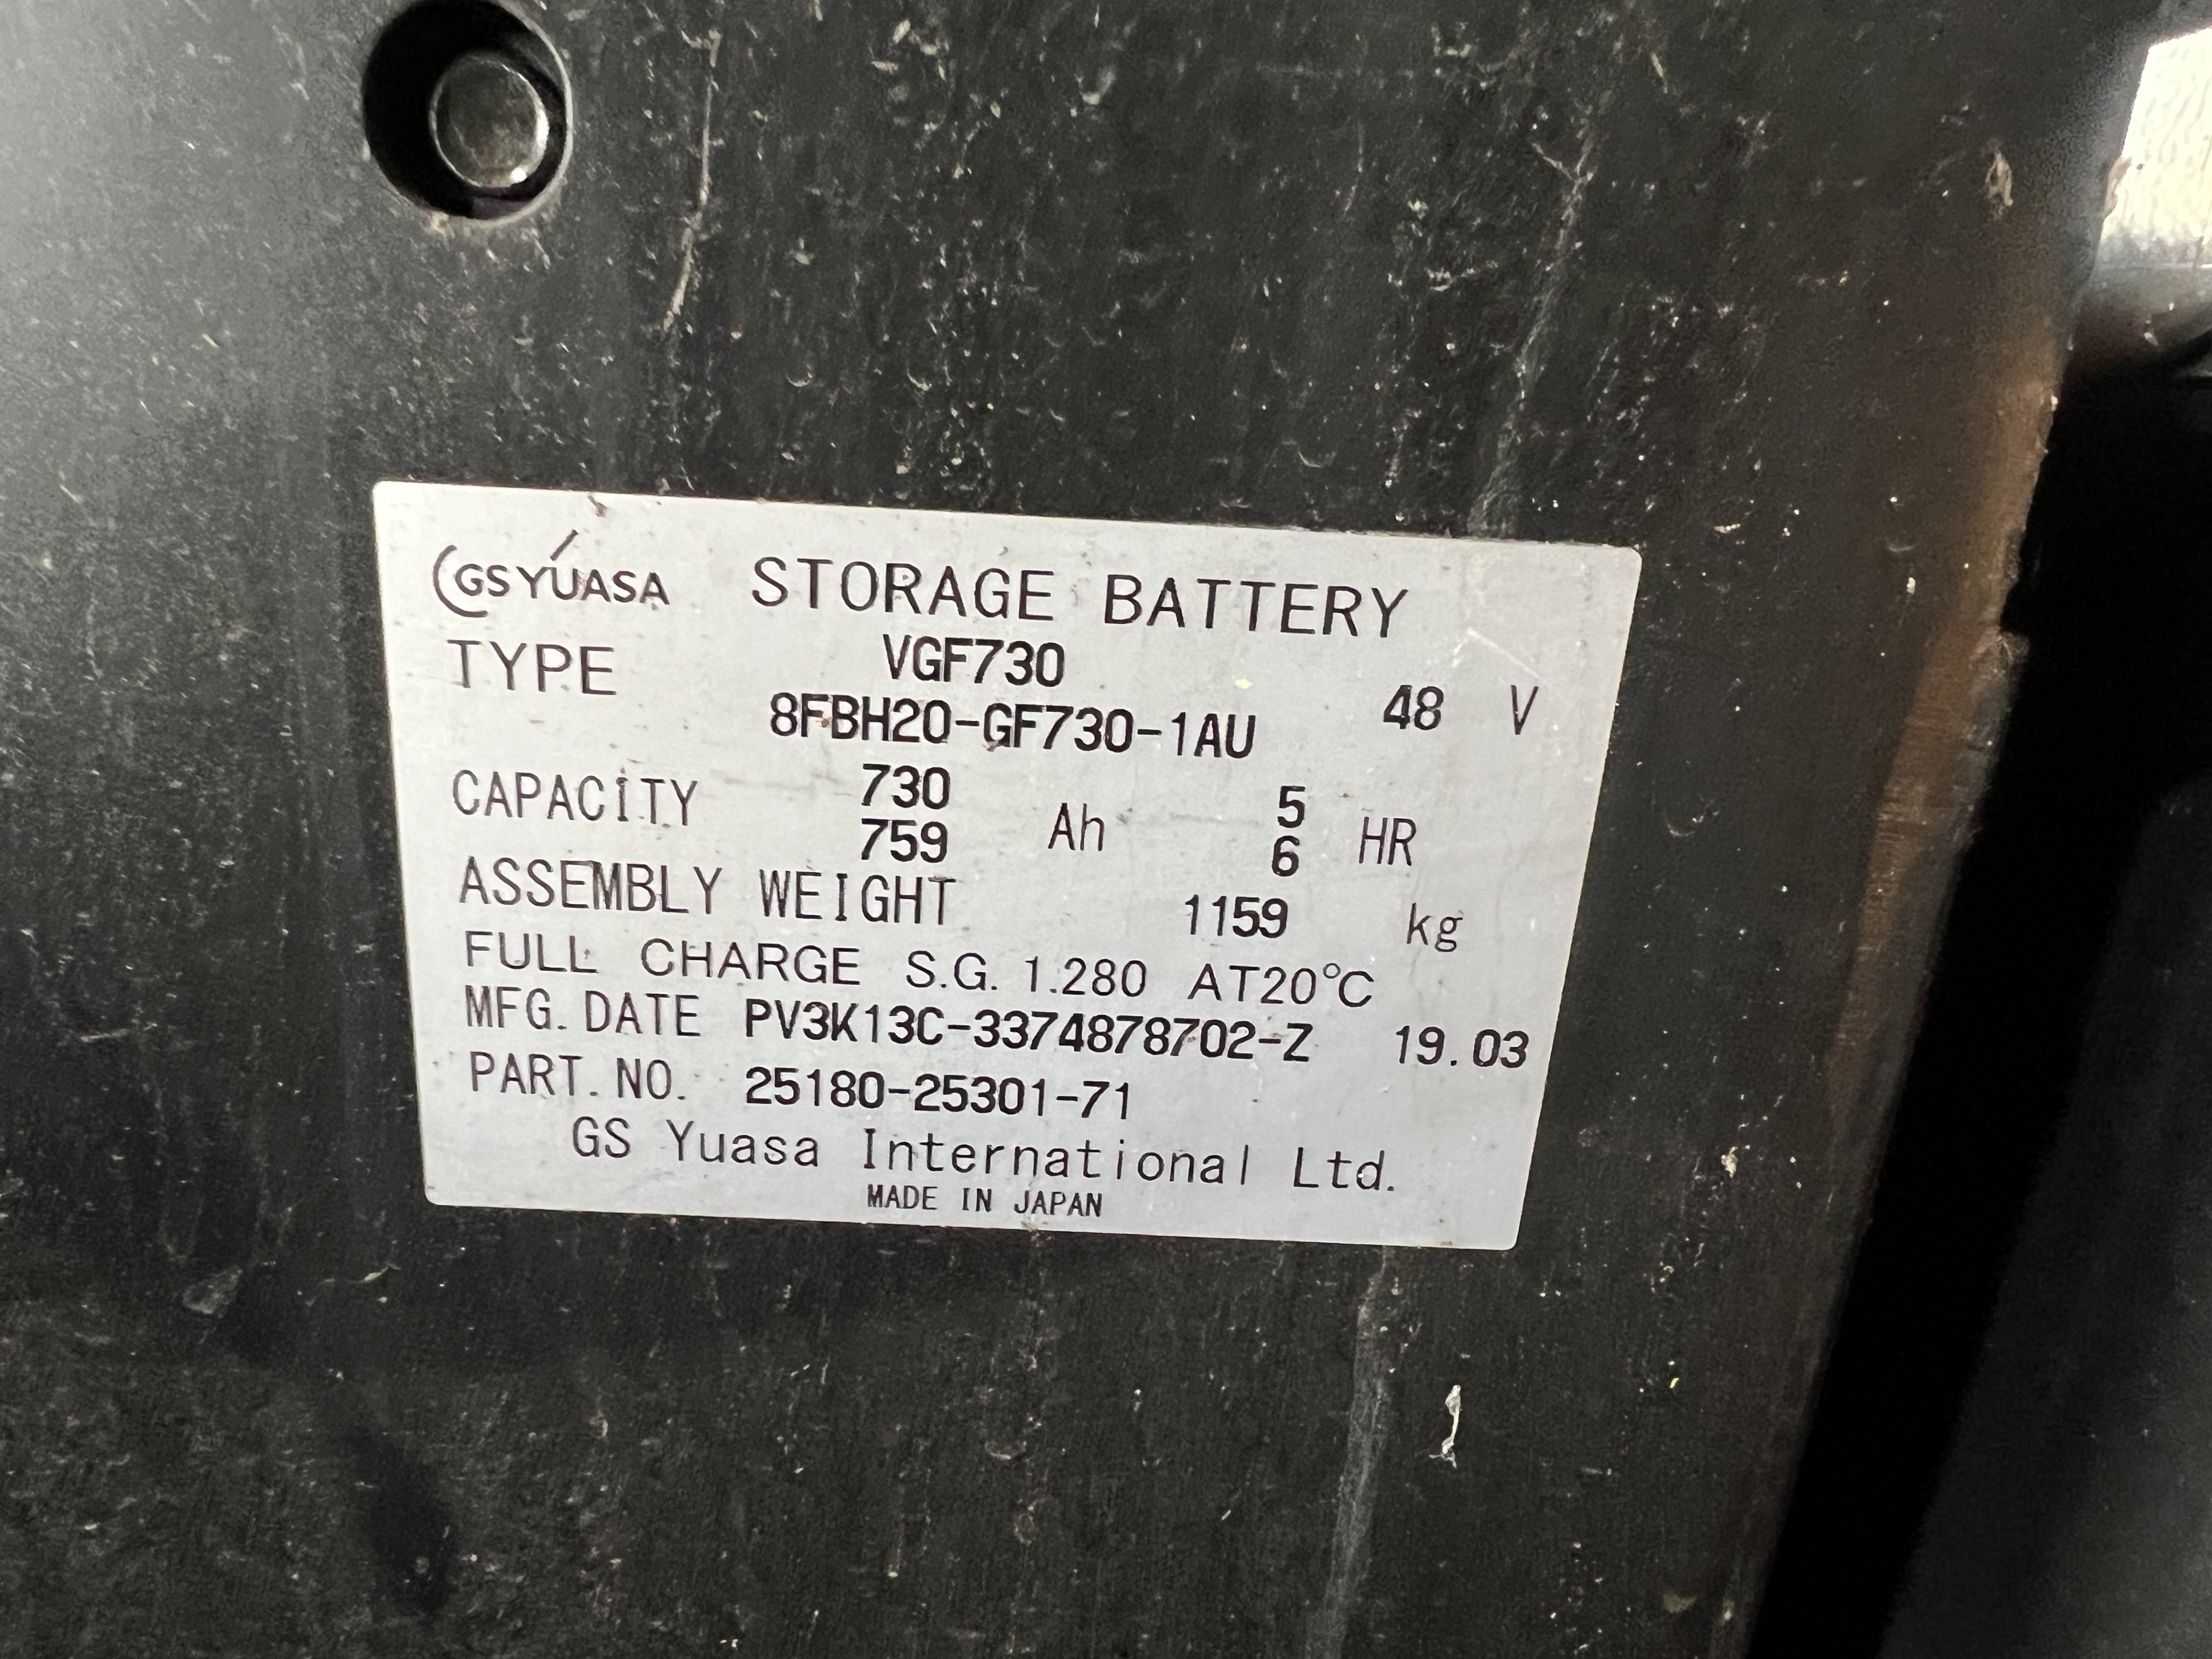 GS YUASA STORAGE BATTERY
TYPE VGF730
8FBH20-GF730-1AU 48 V
CAPACITY 730 Ah 5 HR
759 6
ASSEMBLY WEIGHT 1159 kg
FULL CHARGE S.G. 1.280 AT20℃
MFG. DATE PV3K13C-3374878702-Z 19.03
PART. NO. 25180-25301-71
GS Yuasa International Ltd.
MADE IN JAPAN